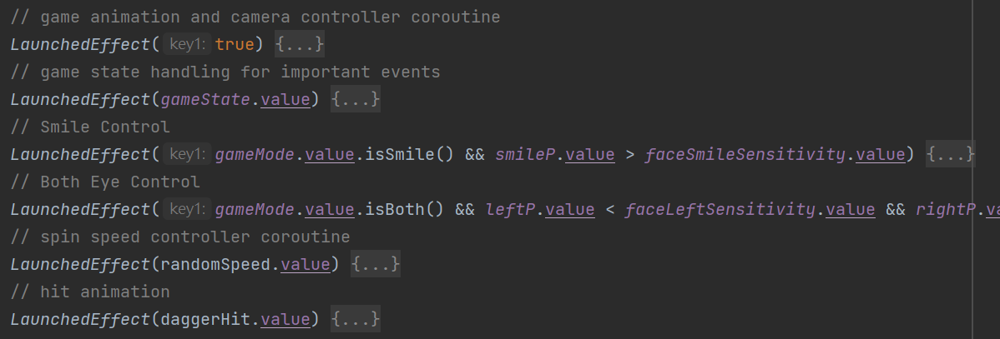 // game animation and camera controller coroutine
LaunchedEffect( key1: true) {...}
// game state handling for important events
LaunchedEffect(gameState.value) {...}
// Smile Control
LaunchedEffect( key1: gameMode.value.isSmile() && smileP.value > faceSmileSensitivity.value) {...}
// Both Eye Control
LaunchedEffect( key1: gameMode.value.isBoth() && leftP.value < faceLeftSensitivity.value && rightP.
// spin speed controller coroutine
LaunchedEffect(randomSpeed.value) {...}
// hit animation
LaunchedEffect(daggerHit.value) {...}